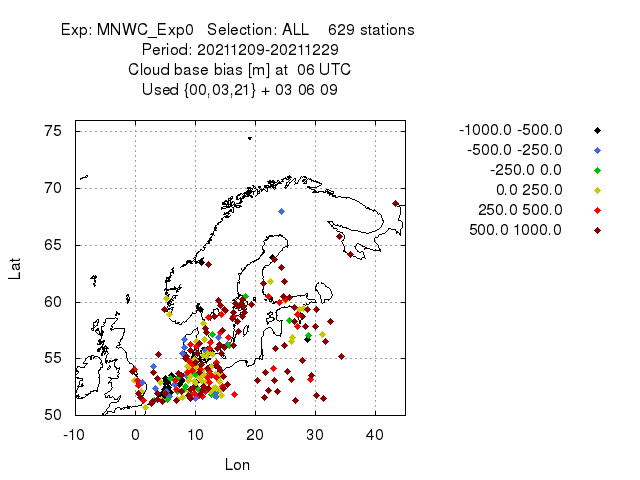 Exp: MNWC_Exp0 Selection: ALL 629 stations
Period: 20211209-20211229
Cloud base bias [m] at 06 UTC
Used {00,03,21} + 03 06 09
-1000.0 -500.0
-500.0 -250.0
-250.0 0.0
0.0 250.0
250.0 500.0
500.0 1000.0
75
70
65
60
55
50
Lat
-10 0 10 20 30 40
Lon